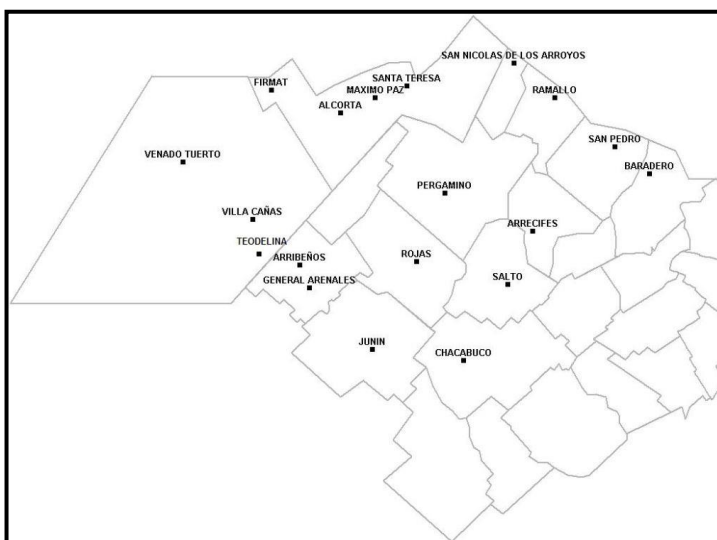 SAN NICOLAS DE LOS ARROYOS
SANTA TERESA
FIRMAT
MAXIMO PAZ
RAMALLO
ALCORTA
SAN PEDRO
VENADO TUERTO
BARADERO
PERGAMINO
VILLA CAÑAS
ARRECIFES
TEODELINA
ARRIBEÑOS
ROJAS
GENERAL ARENALES
SALTO
JUNIN
CHACABUCO